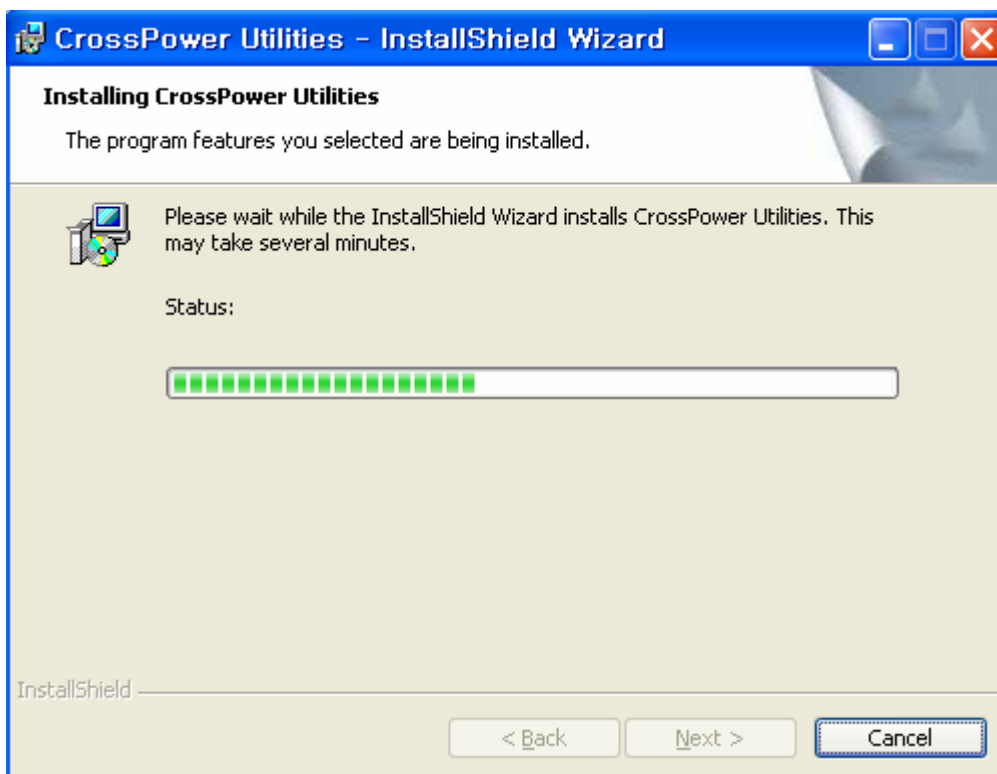 CrossPower Utilities - InstallShield Wizard
Installing CrossPower Utilities
The program features you selected are being installed.
Please wait while the InstallShield Wizard installs CrossPower Utilities. This
may take several minutes.
Status:
InstallShield
< Back
Next >
Cancel